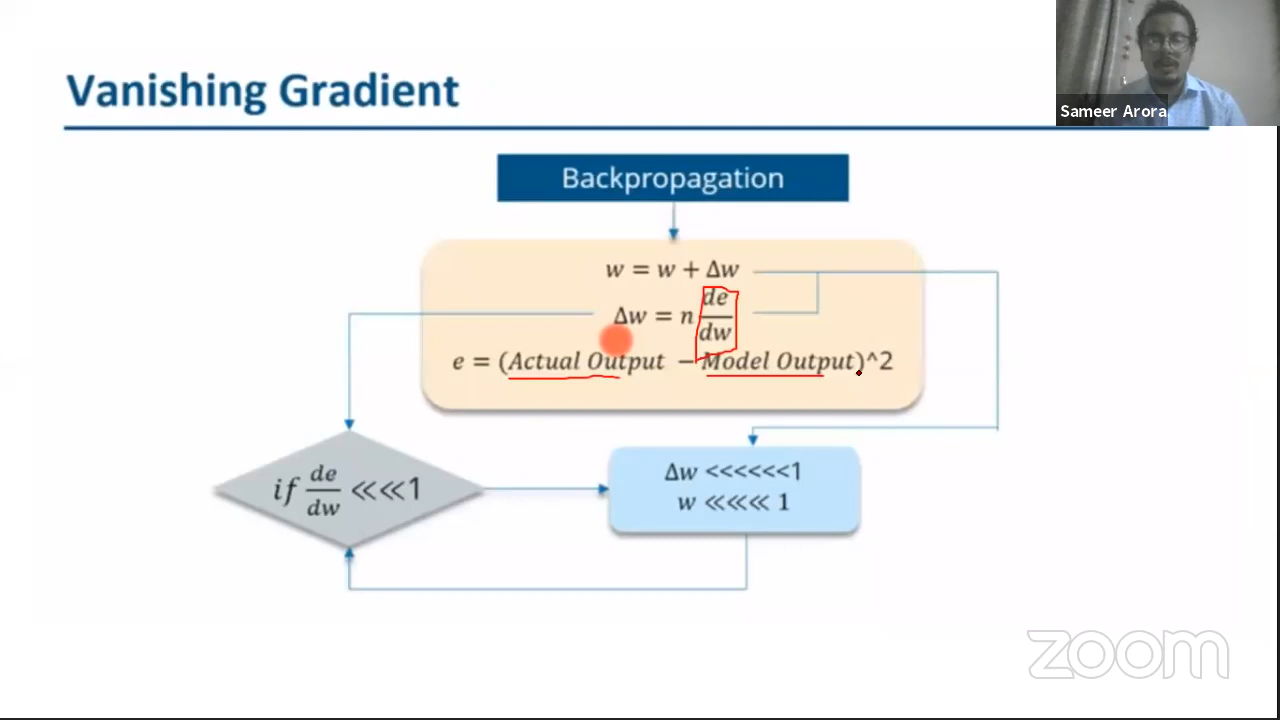 Vanishing Gradient
Sameer Arora
Backpropagation
w = w + Δw
Δw = n de/dw
e = (Actual Output − Model Output)^2
if de/dw ⋘1
Δw <<<<<<1
w ⋘⋘ 1
zoom